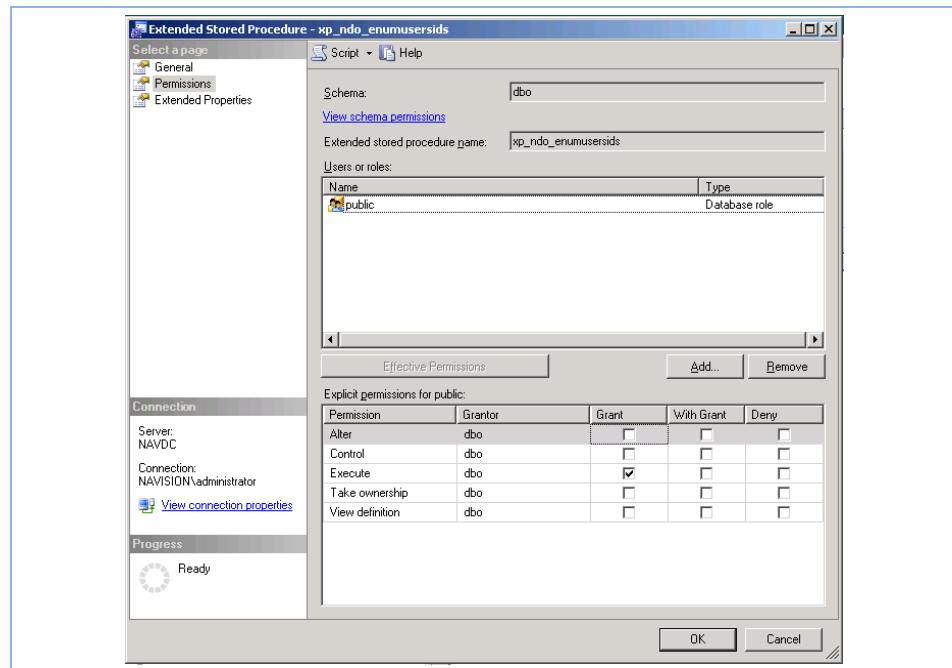 Extended Stored Procedure - xp_ndo_enumusersids
Select a page
General
Permissions
Extended Properties
Script
Help
Schema:
dbo
View schema permissions
Extended stored procedure name:
xp_ndo_enumusersids
Users or roles:
Name Type
public Database role
Effective Permissions
Add...
Remove
Explicit permissions for public:
Permission Grantor Grant With Grant Deny
Alter dbo
Control dbo
Execute dbo
Take ownership dbo
View definition dbo
Connection
Server:
NAVDC
Connection:
NAVISION\administrator
View connection properties
Progress
Ready
OK
Cancel